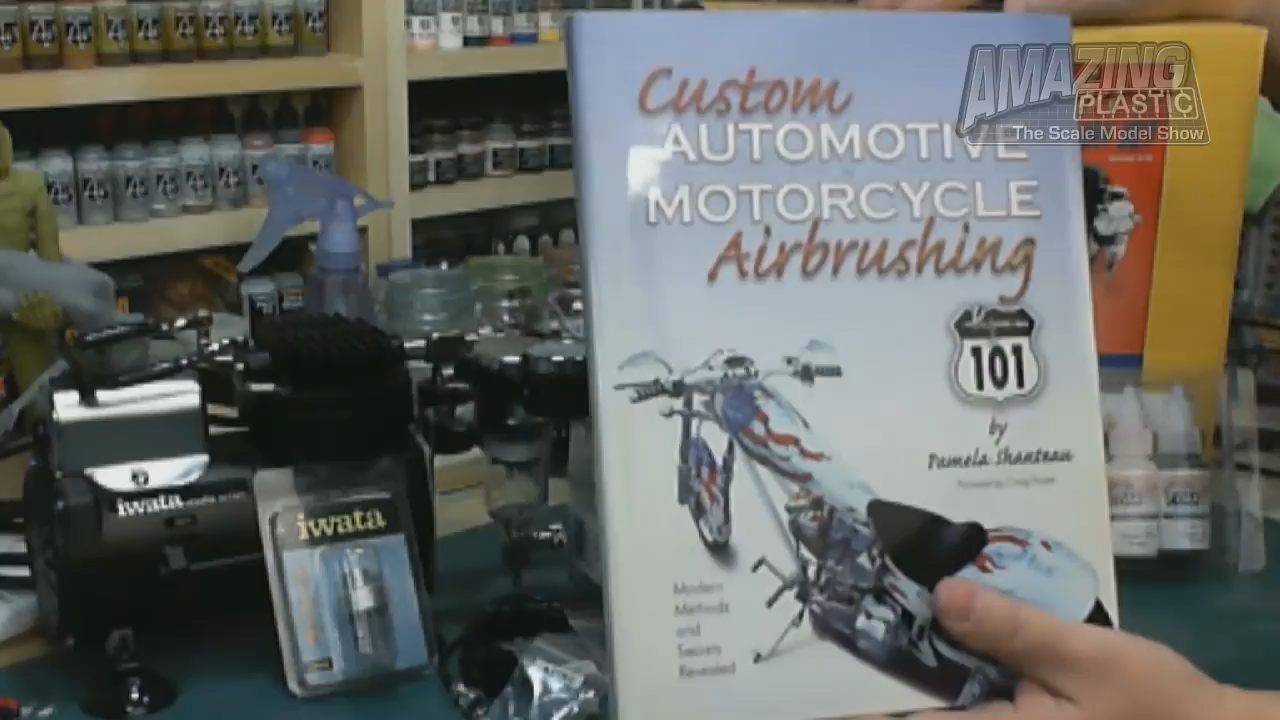 AMAZING
PLASTIC
The Scale Model Show
Custom
AUTOMOTIVE
MOTORCYCLE
Airbrushing
101
by
Pamela Shanteau
Modern
Methods
and
Secrets
Revealed
iwata
iwata